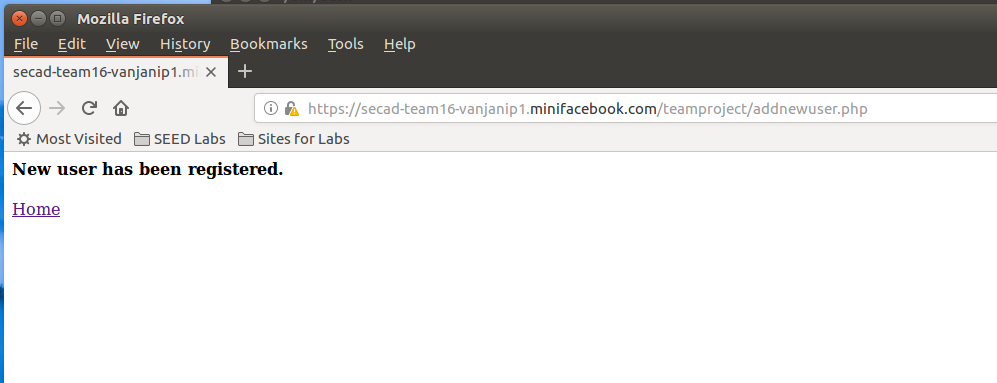 Mozilla Firefox
File Edit View History Bookmarks Tools Help
secad-team16-vanjanip1.mi
https://secad-team16-vanjanip1.minifacebook.com/teamproject/addnewuser.php
Most Visited SEED Labs Sites for Labs
New user has been registered.
Home